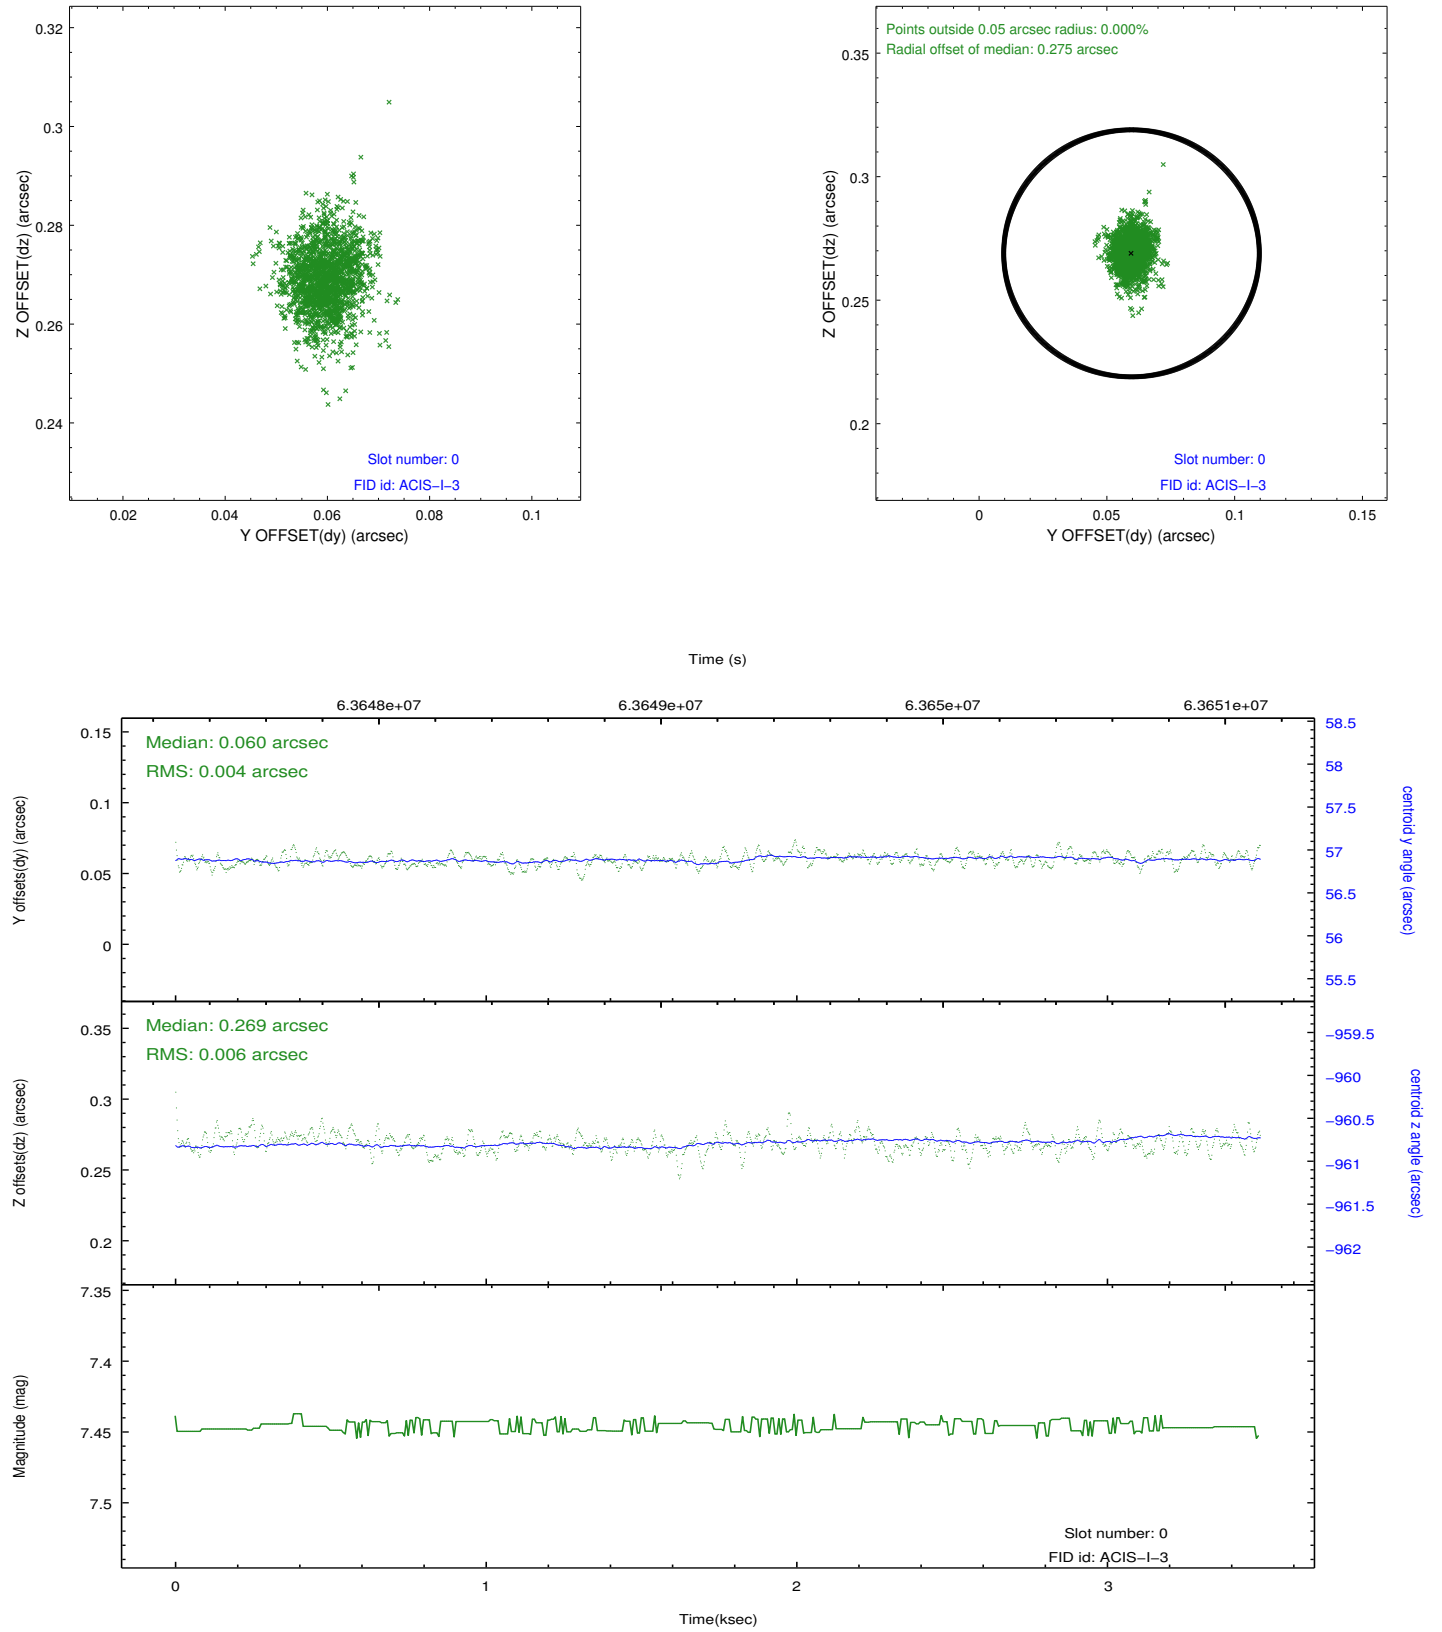 0.32
0.3
0.28
0.26
0.24
Z OFFSET(dz) (arcsec)
Slot number: 0
FID id: ACIS−I−3
0.02 0.04 0.06 0.08 0.1
Y OFFSET(dy) (arcsec)
Points outside 0.05 arcsec radius: 0.000%
Radial offset of median: 0.275 arcsec
0.35
0.3
0.25
0.2
Z OFFSET(dz) (arcsec)
Slot number: 0
FID id: ACIS−I−3
0 0.05 0.1 0.15
Y OFFSET(dy) (arcsec)
Time (s)
6.3648e+07 6.3649e+07 6.365e+07 6.3651e+07
Median: 0.060 arcsec
RMS: 0.004 arcsec
0.15
0.1
0.05
0
Y offsets(dy) (arcsec)
58.5
58
57.5
57
56.5
56
55.5
centroid y angle (arcsec)
Median: 0.269 arcsec
RMS: 0.006 arcsec
0.35
0.3
0.25
0.2
Z offsets(dz) (arcsec)
−959.5
−960
−960.5
−961
−961.5
−962
centroid z angle (arcsec)
7.35
7.4
7.45
7.5
Magnitude (mag)
Slot number: 0
FID id: ACIS−I−3
0 1 2 3
Time(ksec)